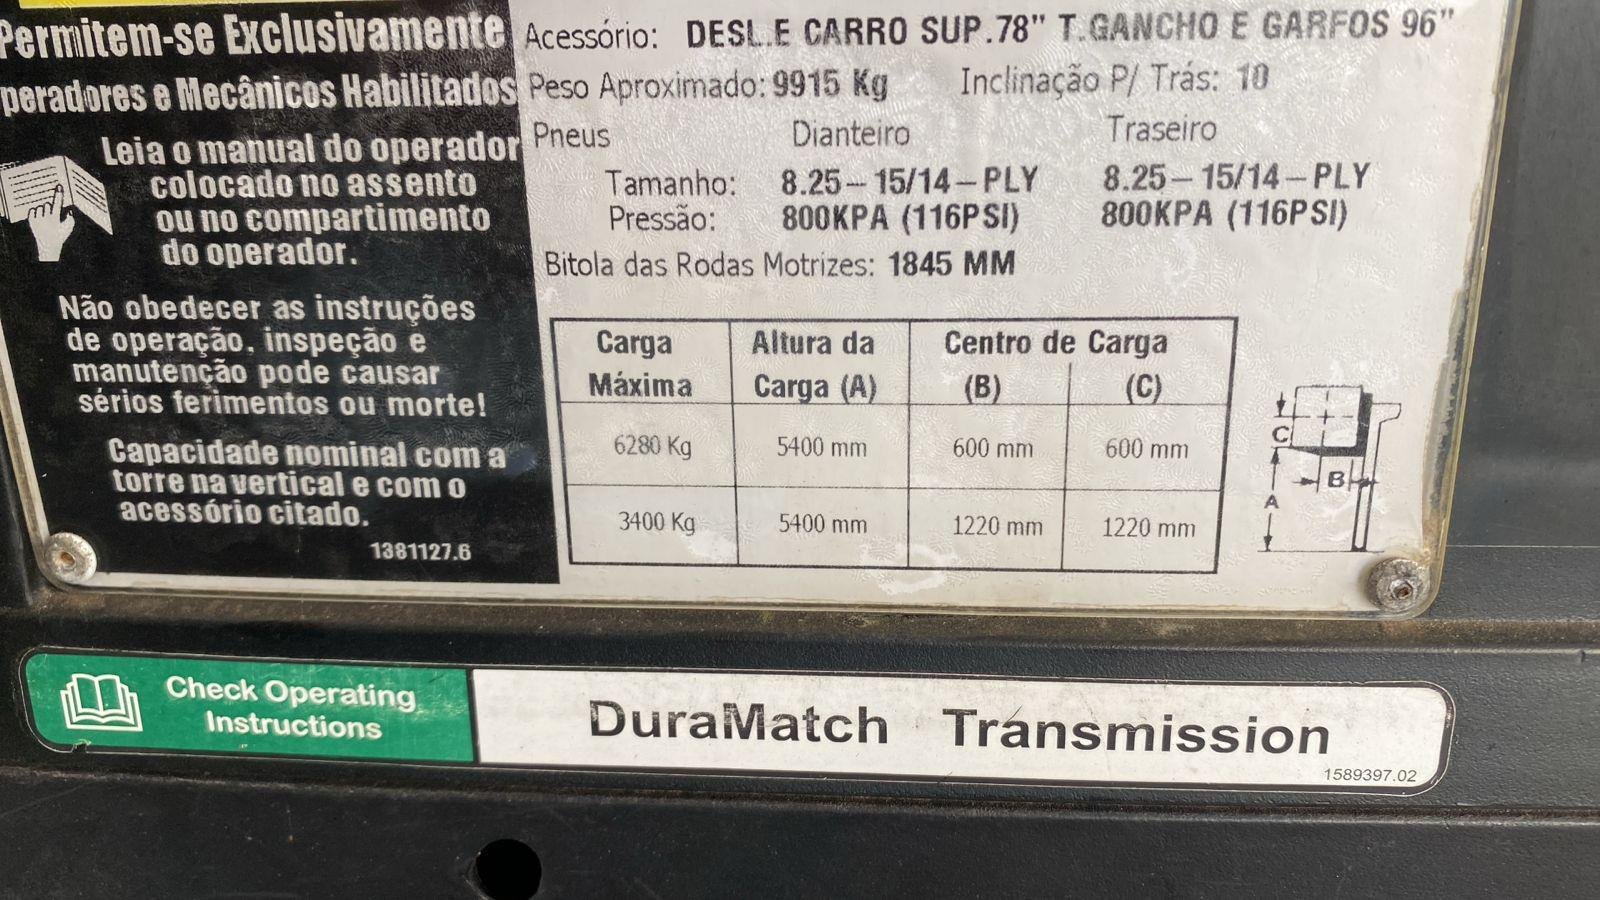 Permitem-se Exclusivamente
peradores e Mecânicos Habilitados
Leia o manual do operador
colocado no assento
ou no compartimento
do operador.
Não obedecer as instruções
de operação, inspeção e
manutenção pode causar
sérios ferimentos ou morte!
Capacidade nominal com a
torre na vertical e com o
acessório citado.
1381127.6
Acessório: DESL.E CARRO SUP.78" T.GANCHO E GARFOS 96"
Peso Aproximado: 9915 Kg Inclinação P/ Trás: 10
Pneus Dianteiro Traseiro
Tamanho: 8.25-15/14-PLY 8.25-15/14-PLY
Pressão: 800KPA (116PSI) 800KPA (116PSI)
Bitola das Rodas Motrizes: 1845 MM
Carga Altura da Centro de Carga
Máxima Carga (A) (B) (C)
6280 Kg 5400 mm 600 mm 600 mm
3400 Kg 5400 mm 1220 mm 1220 mm
C
B
A
Check Operating
Instructions
DuraMatch Transmission
1589397.02